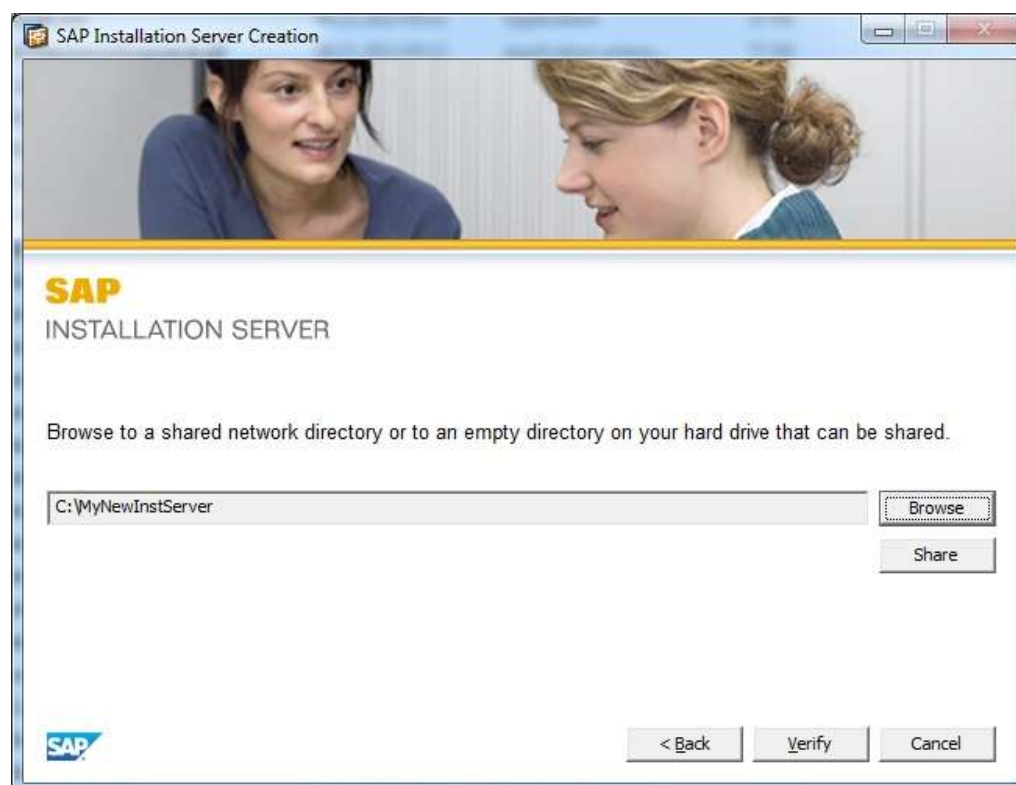 SAP Installation Server Creation
SAP
INSTALLATION SERVER
Browse to a shared network directory or to an empty directory on your hard drive that can be shared.
C:\MyNewInstServer
Browse
Share
SAP
< Back
Verify
Cancel